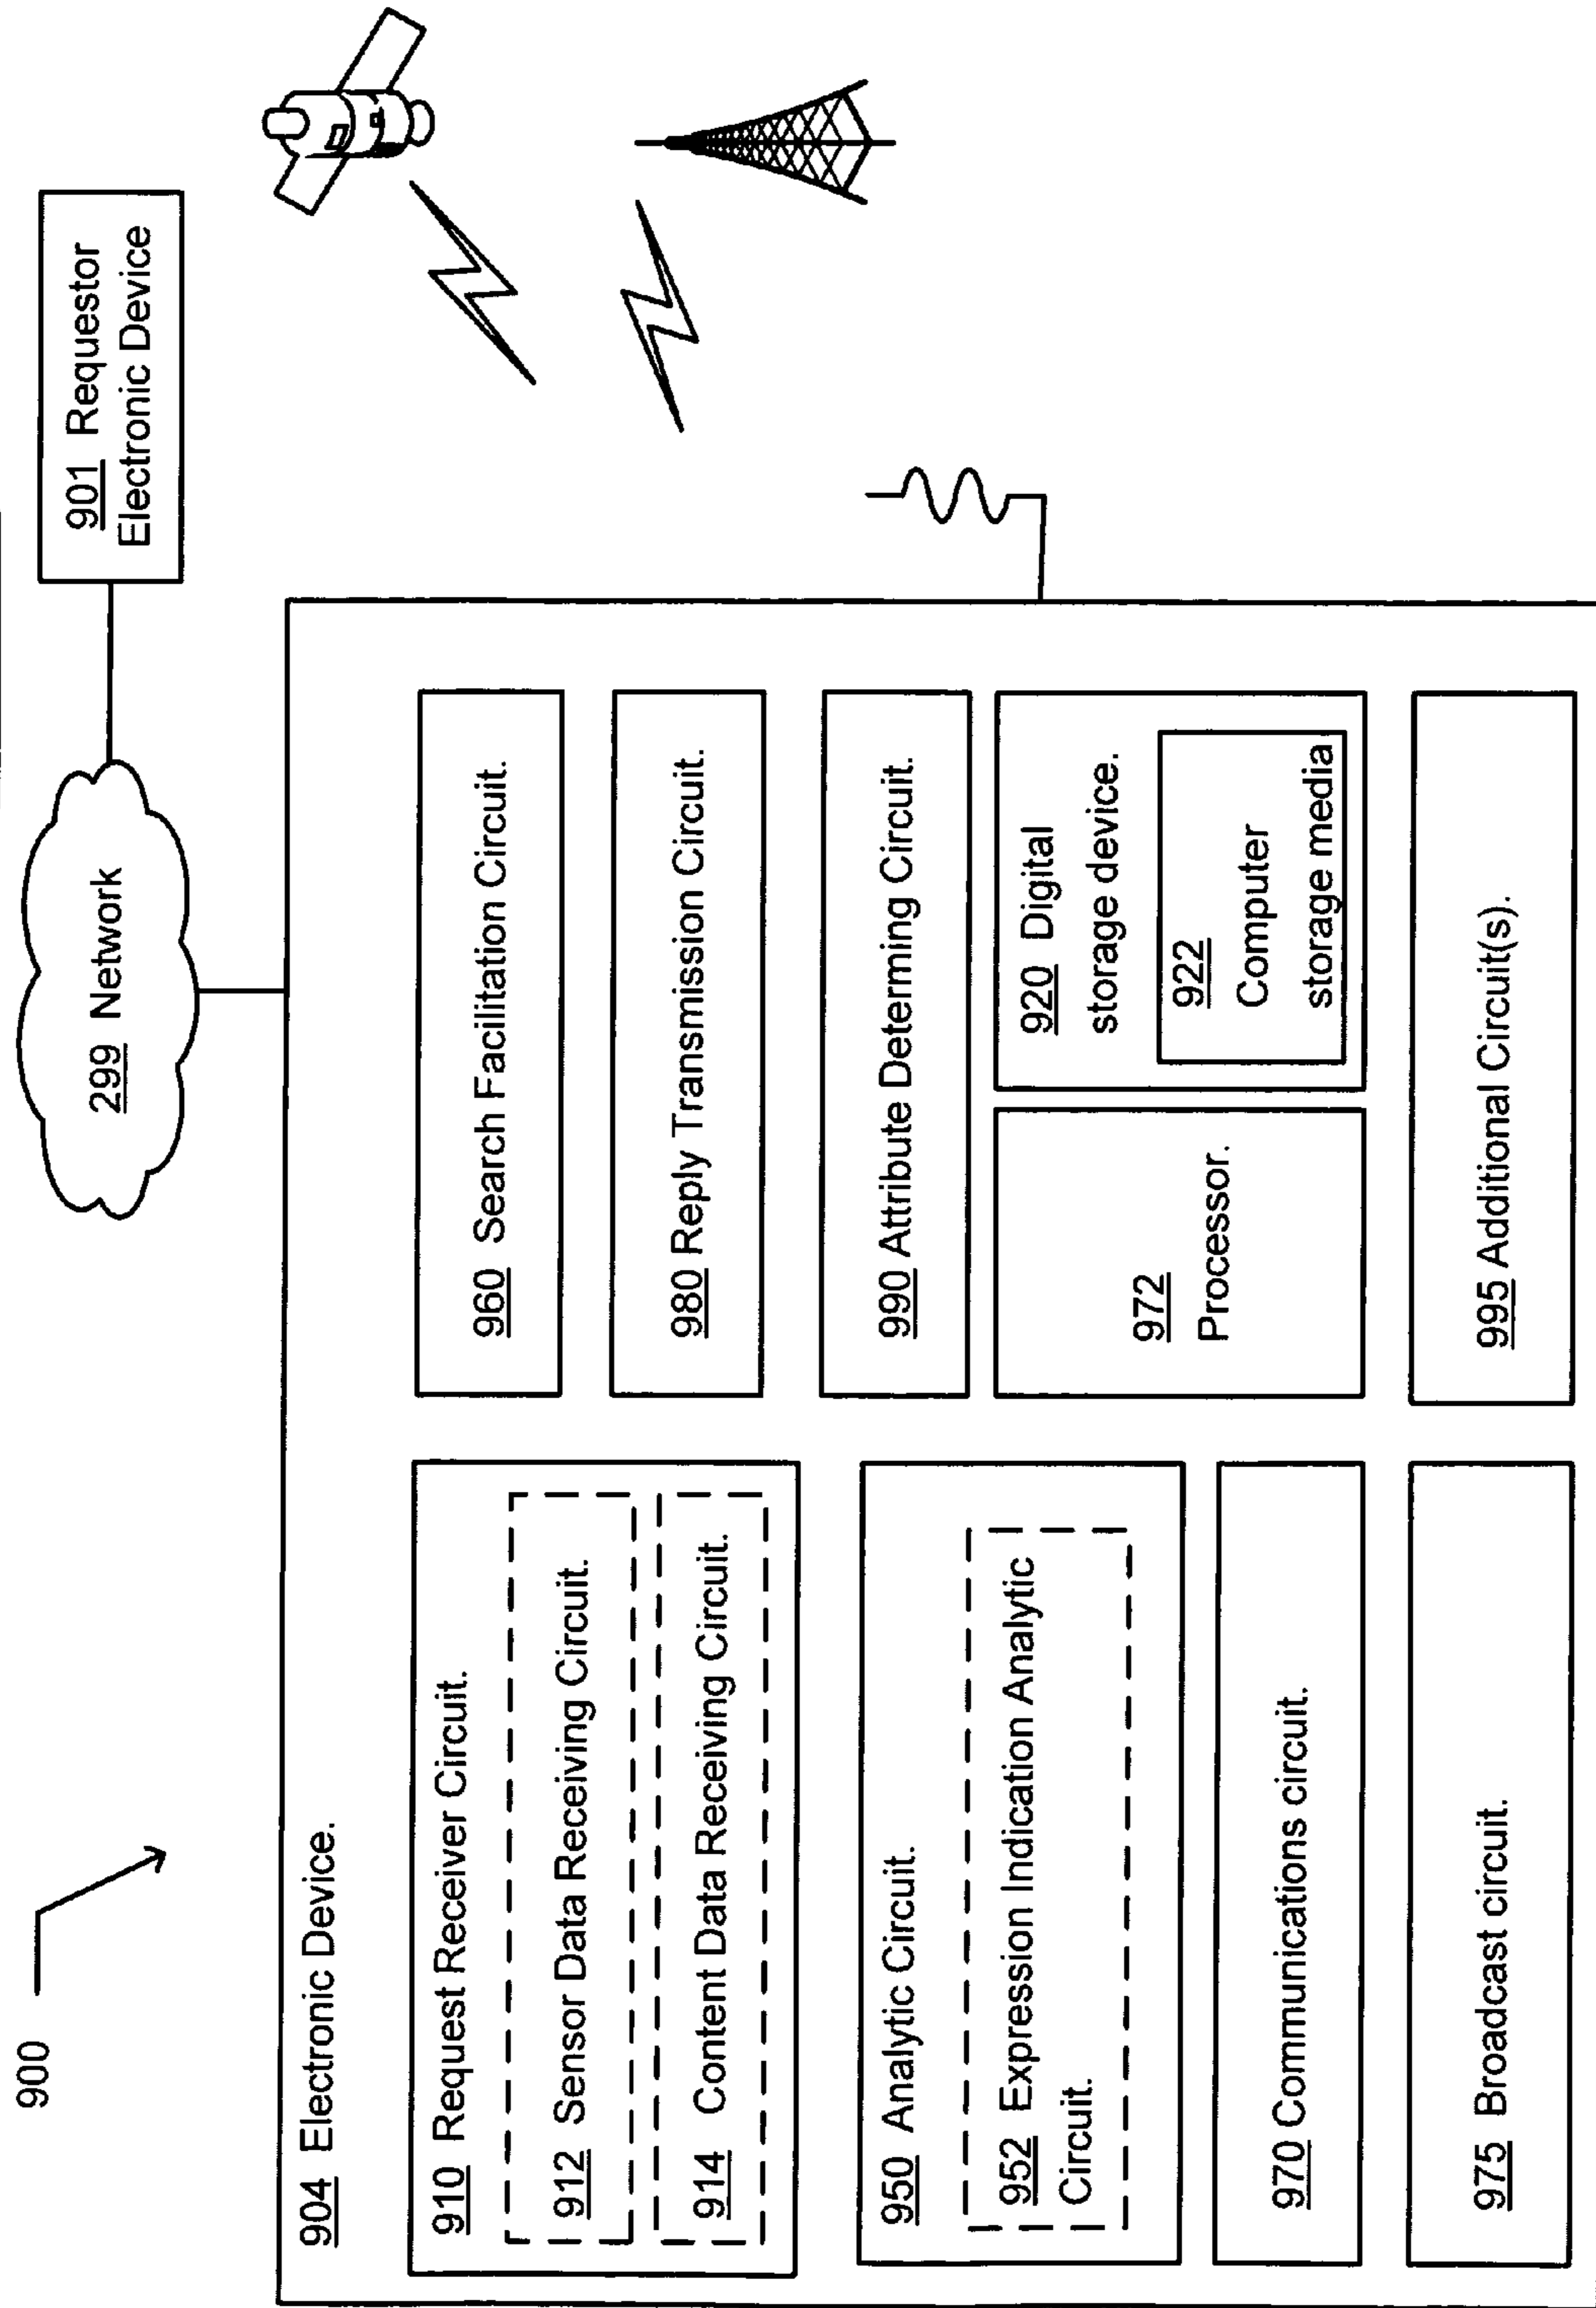 900
299 Network
901 Requestor
Electronic Device
904 Electronic Device.
910 Request Receiver Circuit.
912 Sensor Data Receiving Circuit.
914 Content Data Receiving Circuit.
950 Analytic Circuit.
952 Expression Indication Analytic
Circuit.
970 Communications circuit.
975 Broadcast circuit.
960 Search Facilitation Circuit.
980 Reply Transmission Circuit.
990 Attribute Determining Circuit.
972
Processor.
920 Digital
storage device.
922
Computer
storage media
995 Additional Circuit(s).